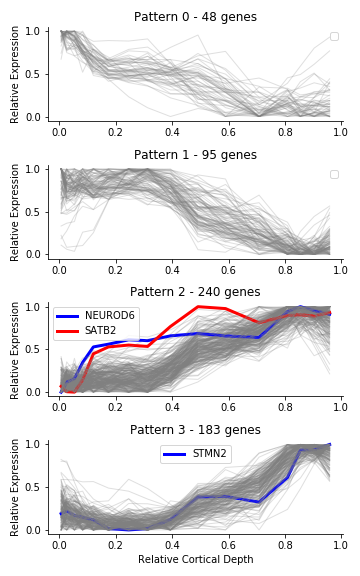 Pattern 0 - 48 genes
Relative Expression
1.0
0.5
0.0
0.0 0.2 0.4 0.6 0.8 1.0
Pattern 1 - 95 genes
Relative Expression
1.0
0.5
0.0
0.0 0.2 0.4 0.6 0.8 1.0
Pattern 2 - 240 genes
Relative Expression
1.0
0.5
0.0
NEUROD6
SATB2
0.0 0.2 0.4 0.6 0.8 1.0
Pattern 3 - 183 genes
Relative Expression
1.0
0.5
0.0
STMN2
0.0 0.2 0.4 0.6 0.8 1.0
Relative Cortical Depth